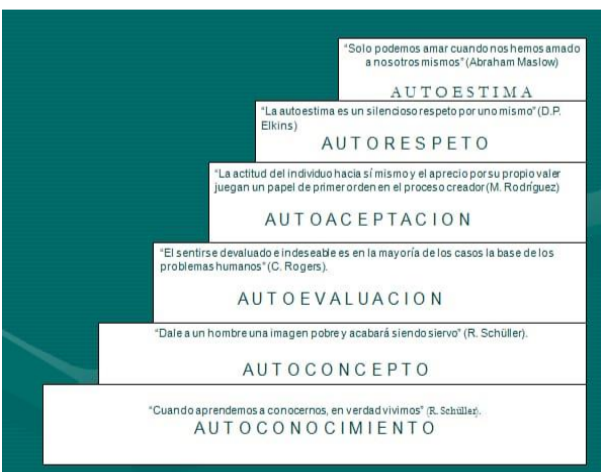 “Solo podemos amar cuando nos hemos amado
a nosotros mismos” (Abraham Maslow)
AUTOESTIMA
“La autoestima es un silencioso respeto por uno mismo” (D.P.
Elkins)
AUTORESPETO
“La actitud del individuo hacia sí mismo y el aprecio por su propio valer
juegan un papel de primer orden en el proceso creador (M. Rodríguez)
AUTOACEPTACION
“El sentirse devaluado e indeseable es en la mayoría de los casos la base de los
problemas humanos” (C. Rogers).
AUTOEVALUACION
“Dale a un hombre una imagen pobre y acabará siendo siervo” (R. Schüller).
AUTOCONCEPTO
“Cuando aprendemos a conocernos, en verdad vivimos” (R. Schüller).
AUTOCONOCIMIENTO